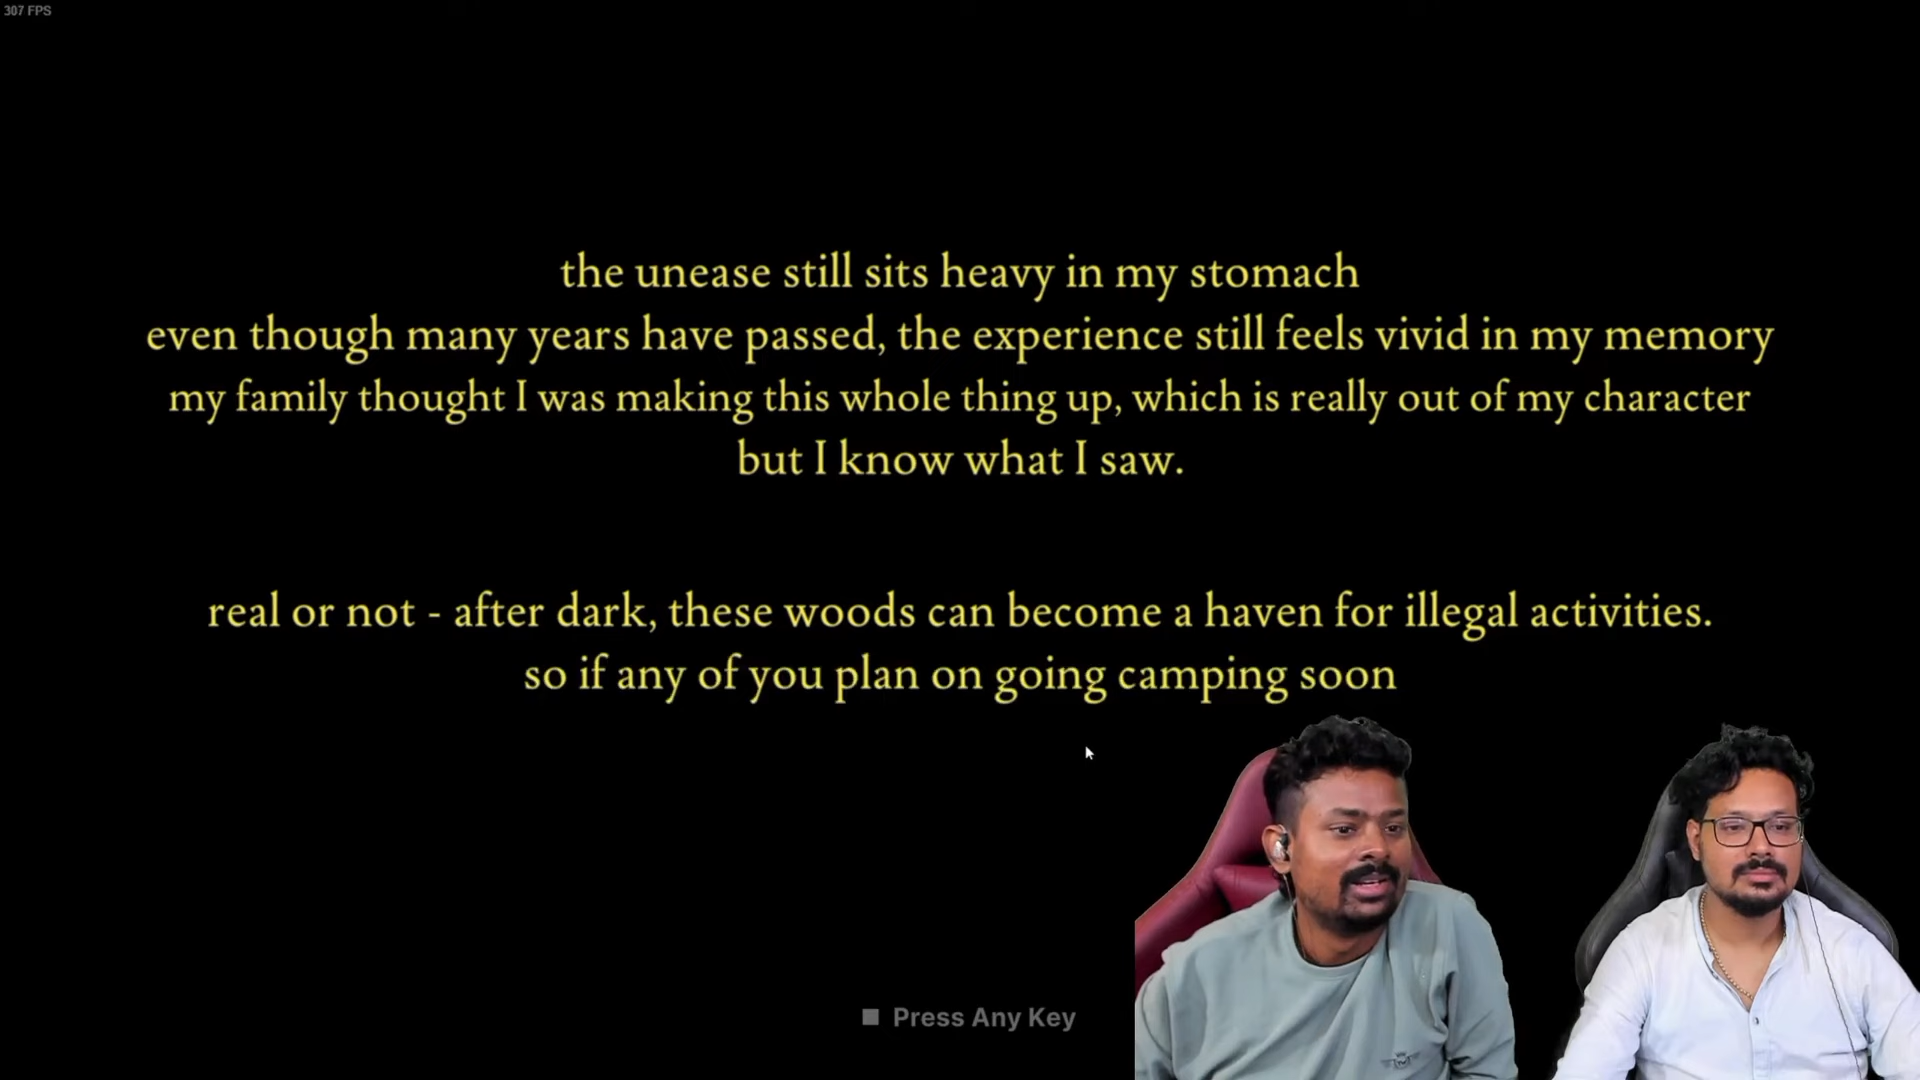 307 FPS
the unease still sits heavy in my stomach
even though many years have passed, the experience still feels vivid in my memory
my family thought I was making this whole thing up, which is really out of my character
but I know what I saw.
real or not - after dark, these woods can become a haven for illegal activities.
so if any of you plan on going camping soon
Press Any Key